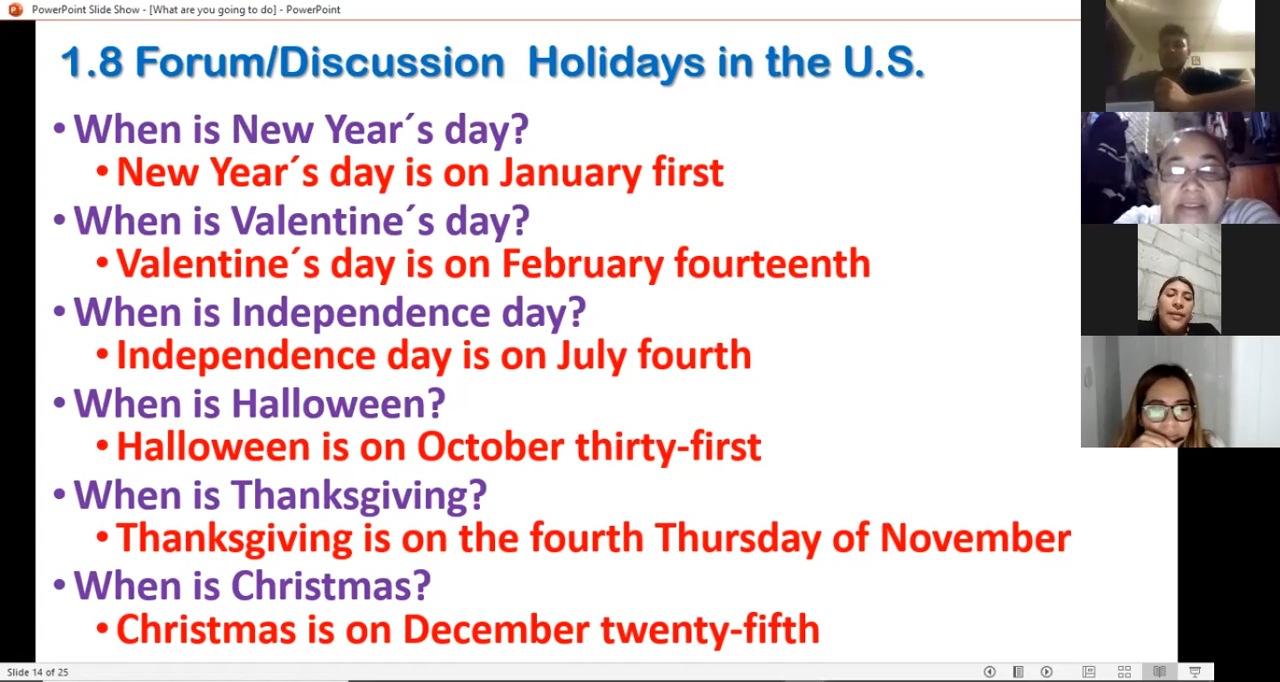 PowerPoint Slide Show - [What are you going to do] - PowerPoint
1.8 Forum/Discussion Holidays in the U.S.
•When is New Year´s day?
•New Year´s day is on January first
•When is Valentine´s day?
•Valentine´s day is on February fourteenth
•When is Independence day?
•Independence day is on July fourth
•When is Halloween?
•Halloween is on October thirty-first
•When is Thanksgiving?
•Thanksgiving is on the fourth Thursday of November
•When is Christmas?
•Christmas is on December twenty-fifth
Slide 14 of 25